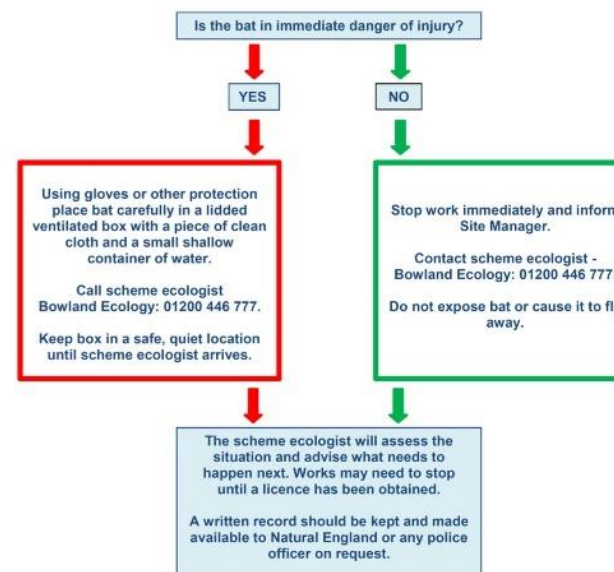 Is the bat in immediate danger of injury?
YES
NO
Using gloves or other protection
place bat carefully in a lidded
ventilated box with a piece of clean
cloth and a small shallow
container of water.
Call scheme ecologist
Bowland Ecology: 01200 446 777.
Keep box in a safe, quiet location
until scheme ecologist arrives.
Stop work immediately and inform
Site Manager.
Contact scheme ecologist -
Bowland Ecology: 01200 446 777.
Do not expose bat or cause it to
away.
The scheme ecologist will assess the
situation and advise what needs to
happen next. Works may need to stop
until a licence has been obtained.
A written record should be kept and made
available to Natural England or any police
officer on request.